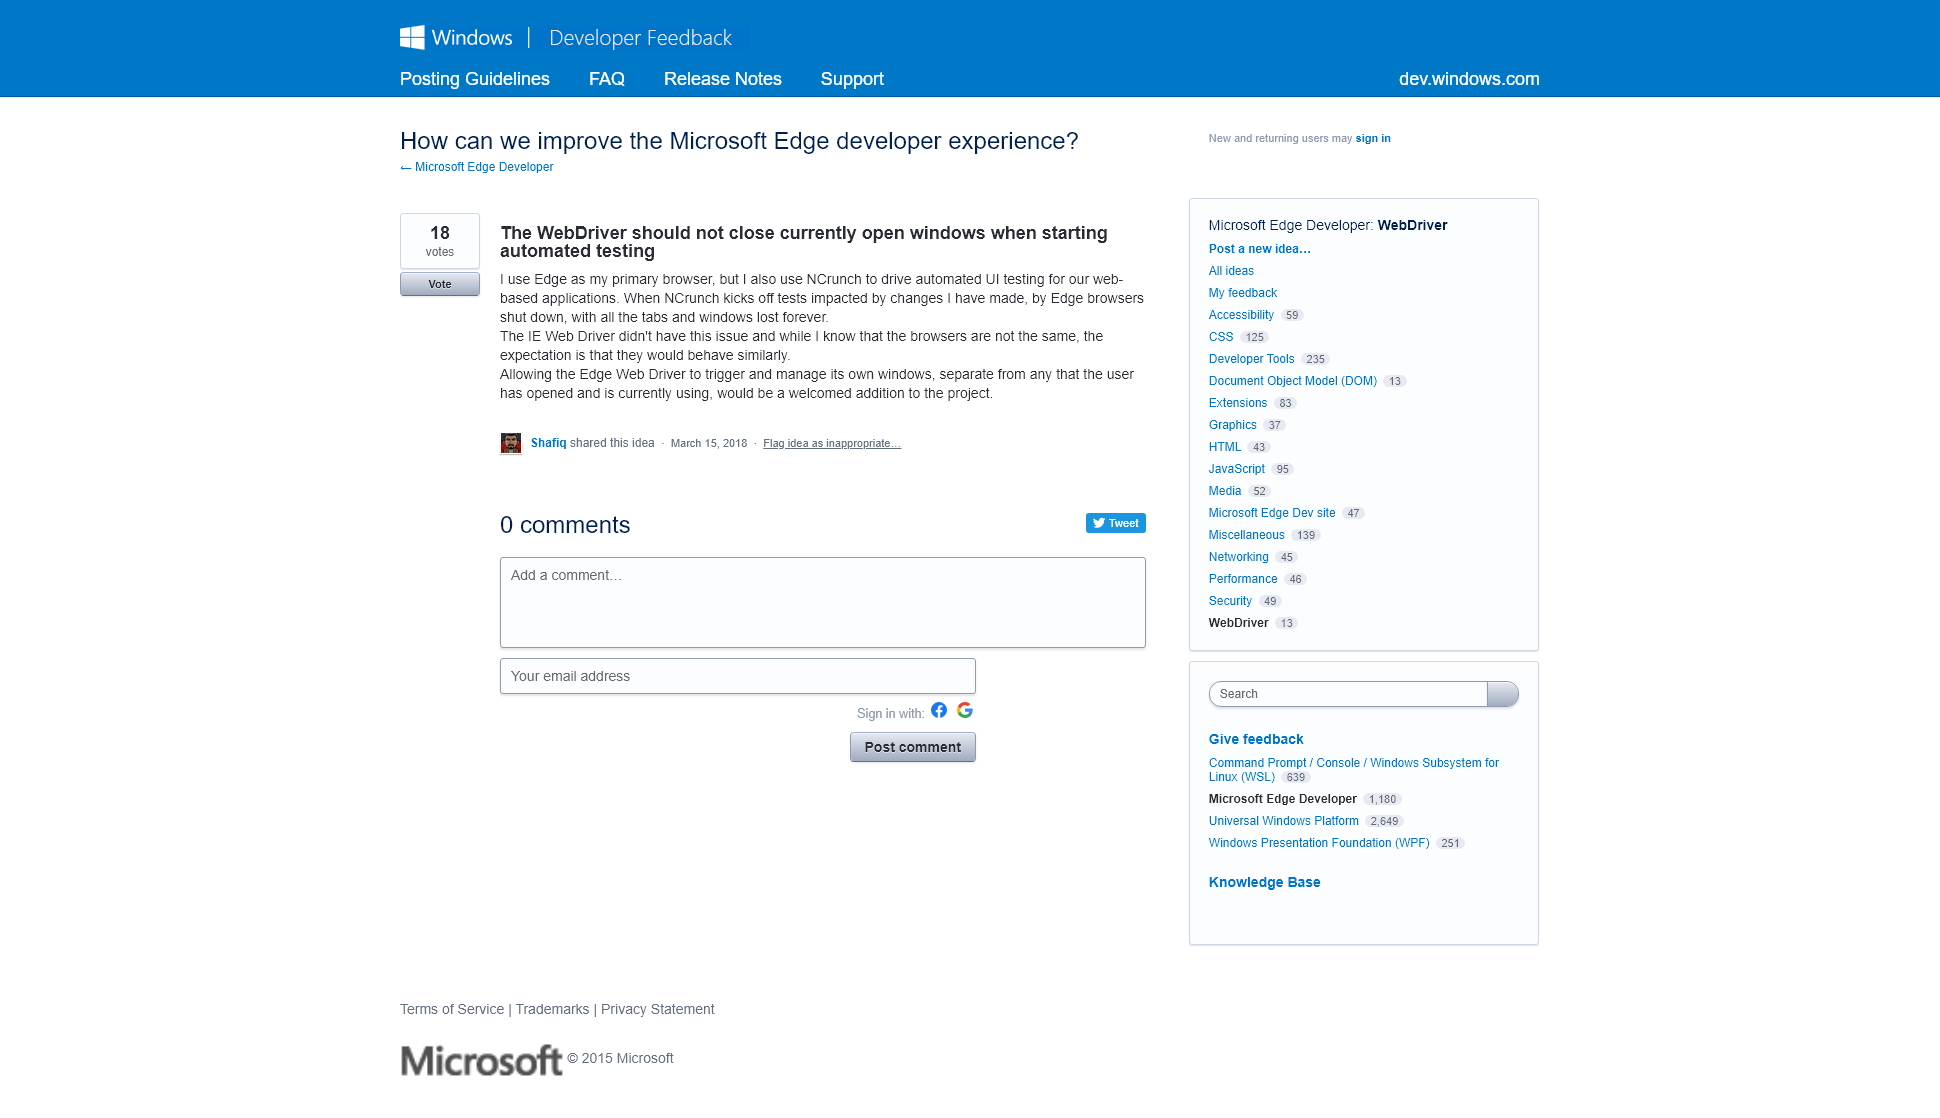 Windows | Developer Feedback
Posting Guidelines FAQ Release Notes Support dev.windows.com
How can we improve the Microsoft Edge developer experience?
← Microsoft Edge Developer
New and returning users may sign in
18
votes
Vote
The WebDriver should not close currently open windows when starting
automated testing
I use Edge as my primary browser, but I also use NCrunch to drive automated UI testing for our web-
based applications. When NCrunch kicks off tests impacted by changes I have made, by Edge browsers
shut down, with all the tabs and windows lost forever.
The IE Web Driver didn't have this issue and while I know that the browsers are not the same, the
expectation is that they would behave similarly.
Allowing the Edge Web Driver to trigger and manage its own windows, separate from any that the user
has opened and is currently using, would be a welcomed addition to the project.
Shafiq shared this idea · March 15, 2018 · Flag idea as inappropriate…
0 comments
Tweet
Add a comment…
Your email address
Sign in with:
Post comment
Microsoft Edge Developer: WebDriver
Post a new idea…
All ideas
My feedback
Accessibility 59
CSS 125
Developer Tools 235
Document Object Model (DOM) 13
Extensions 83
Graphics 37
HTML 43
JavaScript 95
Media 52
Microsoft Edge Dev site 47
Miscellaneous 139
Networking 45
Performance 46
Security 49
WebDriver 13
Search
Give feedback
Command Prompt / Console / Windows Subsystem for
Linux (WSL) 639
Microsoft Edge Developer 1,180
Universal Windows Platform 2,649
Windows Presentation Foundation (WPF) 251
Knowledge Base
Terms of Service | Trademarks | Privacy Statement
Microsoft © 2015 Microsoft